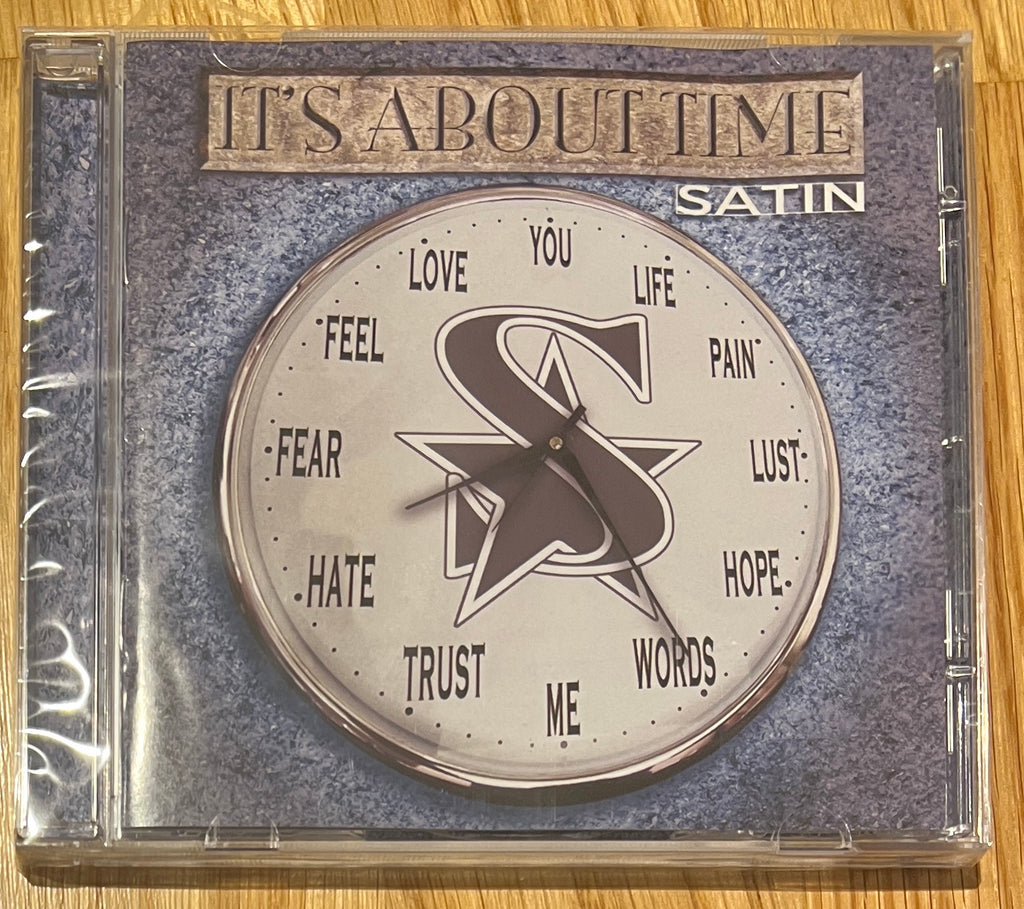 IT'S ABOUT TIME
SATIN
YOU
LIFE
PAIN
LUST
HOPE
WORDS
ME
TRUST
HATE
FEAR
FEEL
LOVE
S